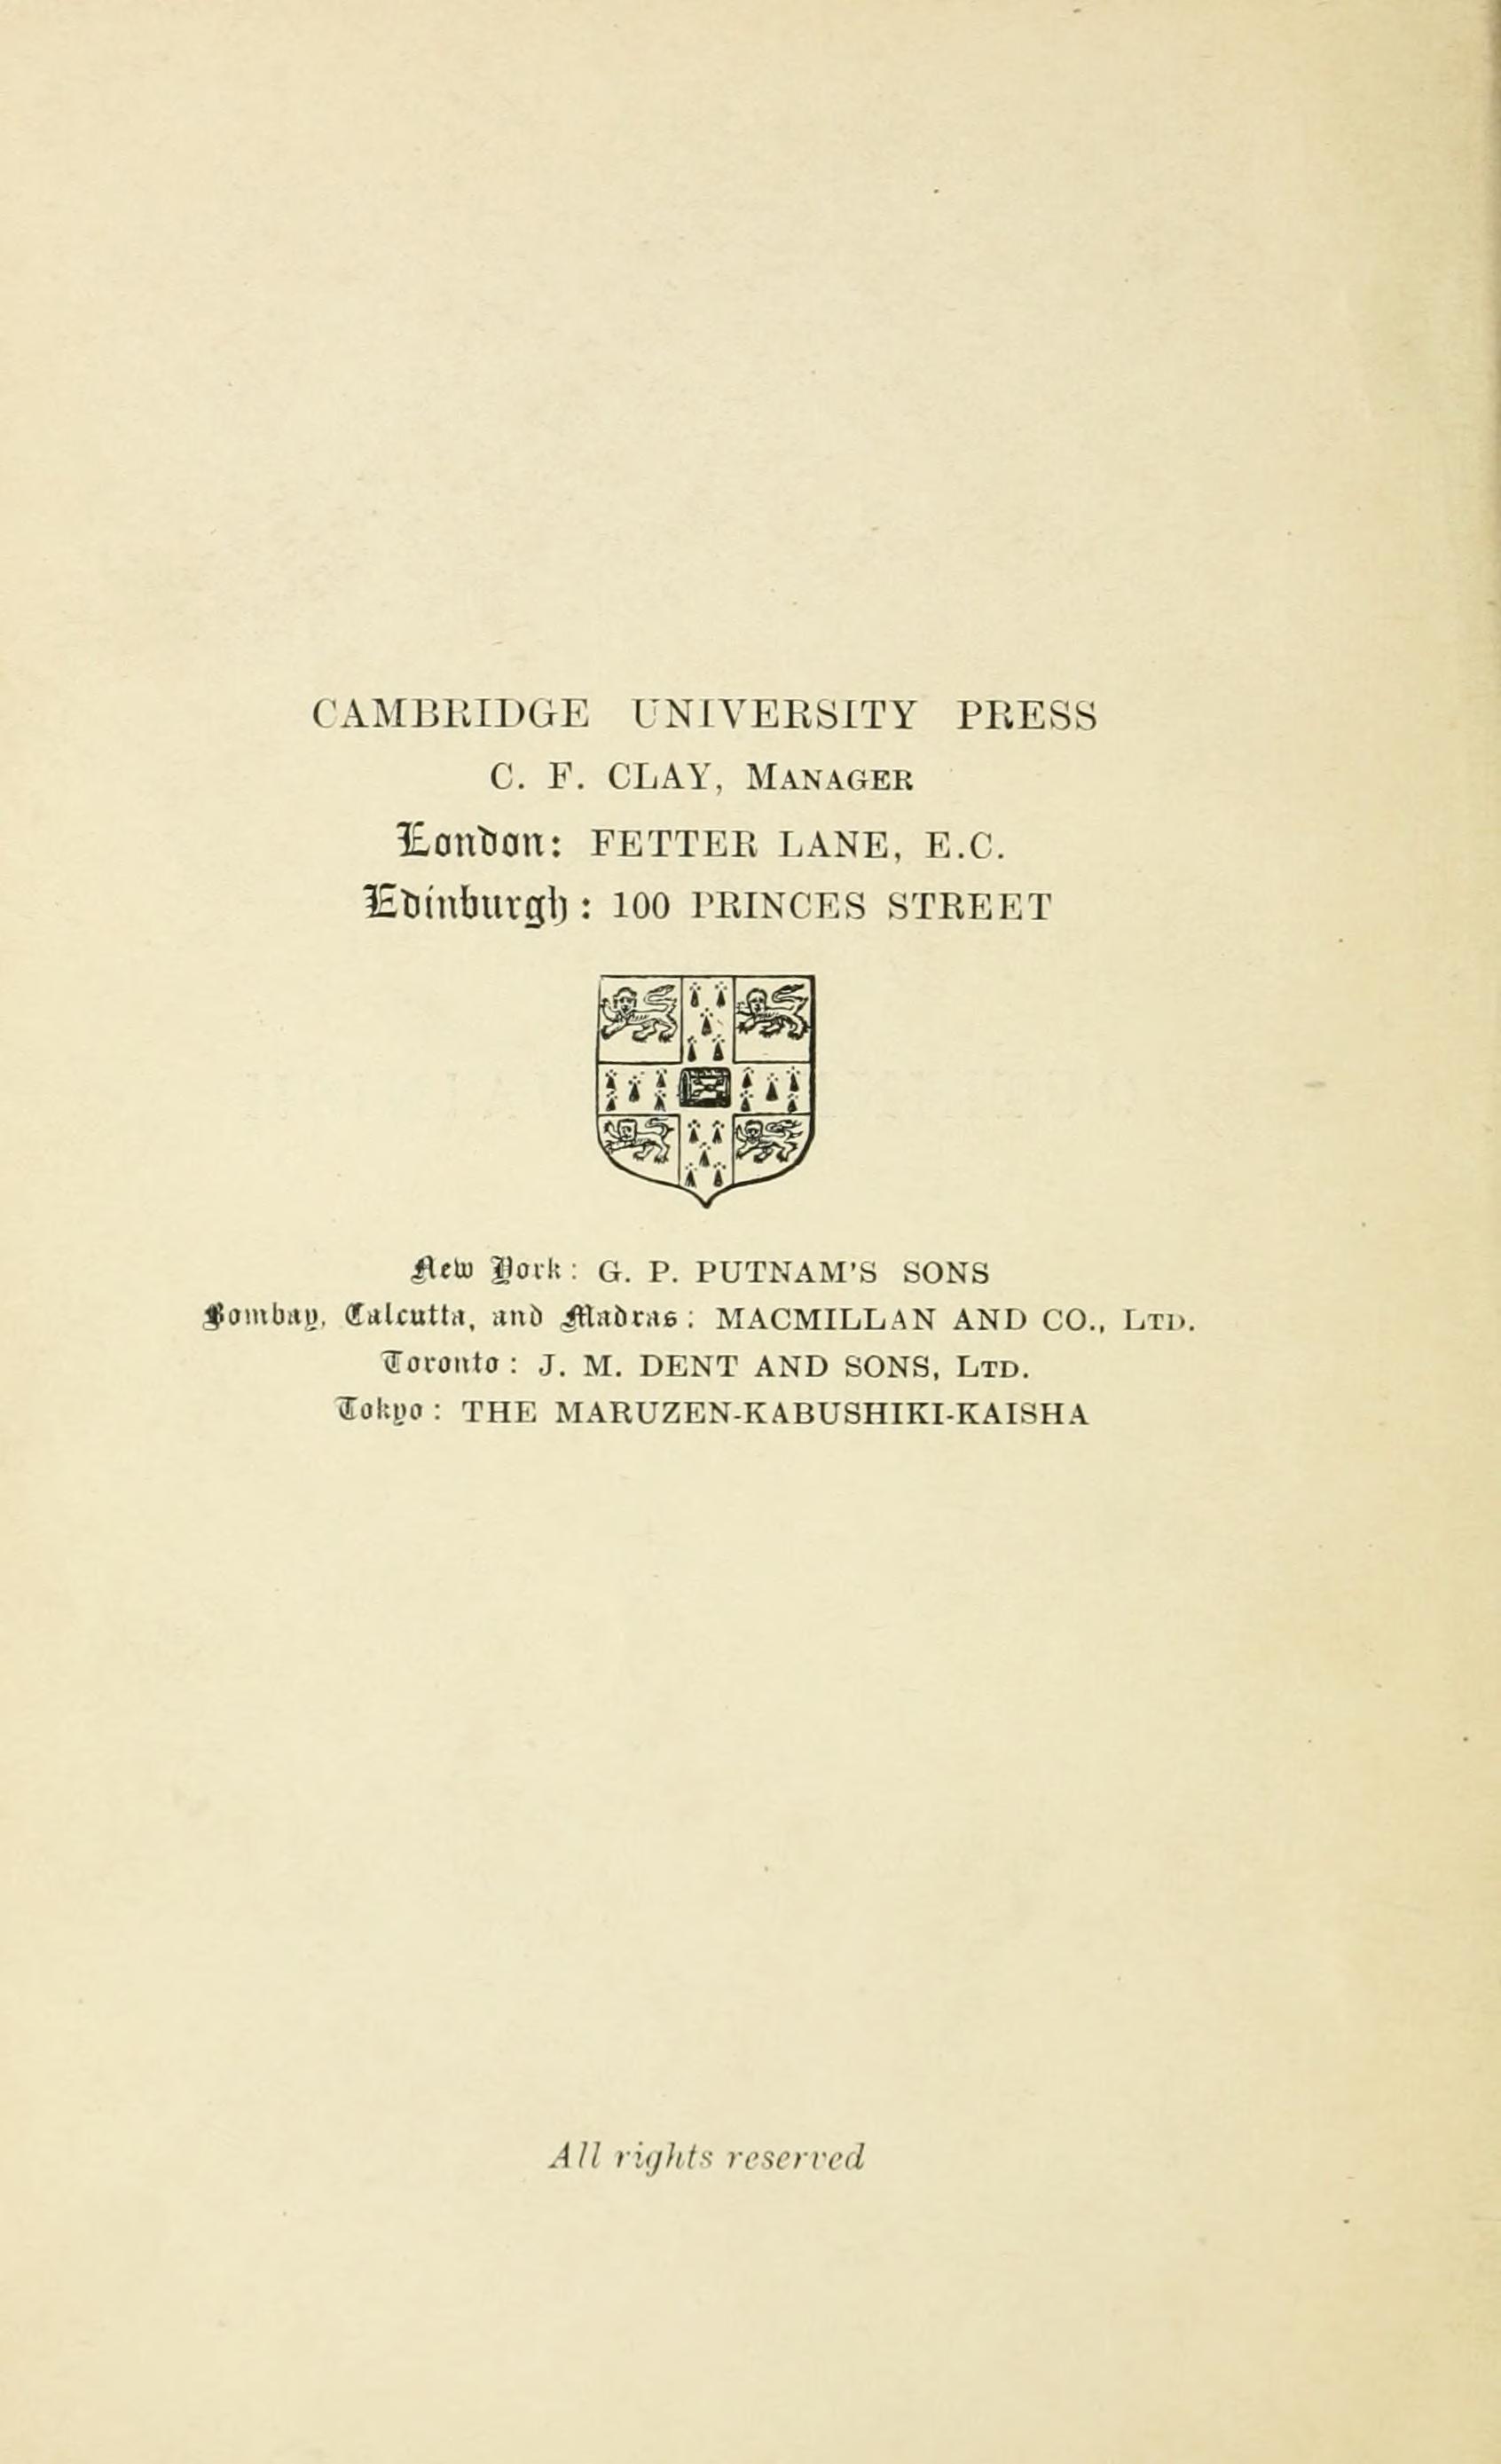 CAMBRIDGE UNIVERSITY PRESS
C. F. CLAY, MANAGER
London: FETTER LANE, E.C.
Edinburgh: 100 PRINCES STREET
New York: G. P. PUTNAM'S SONS
Bombay, Calcutta, and Madras: MACMILLAN AND CO., LTD.
Toronto: J. M. DENT AND SONS, LTD.
Tokyo: THE MARUZEN-KABUSHIKI-KAISHA
All rights reserved